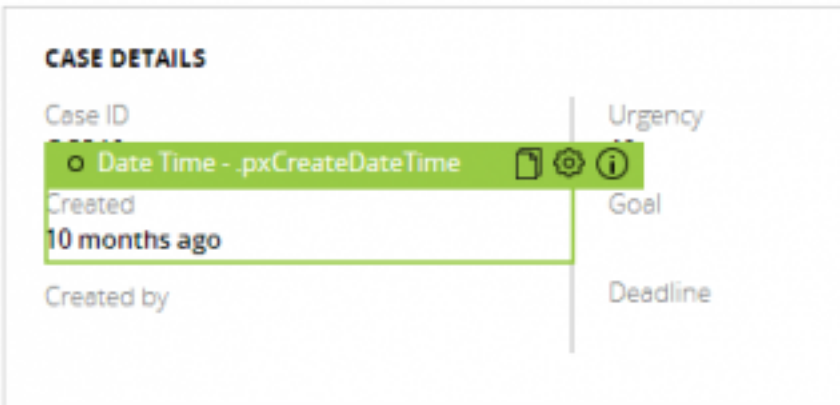 CASE DETAILS
Case ID
Urgency
Date Time - .pxCreateDateTime
Created
Goal
10 months ago
Created by
Deadline